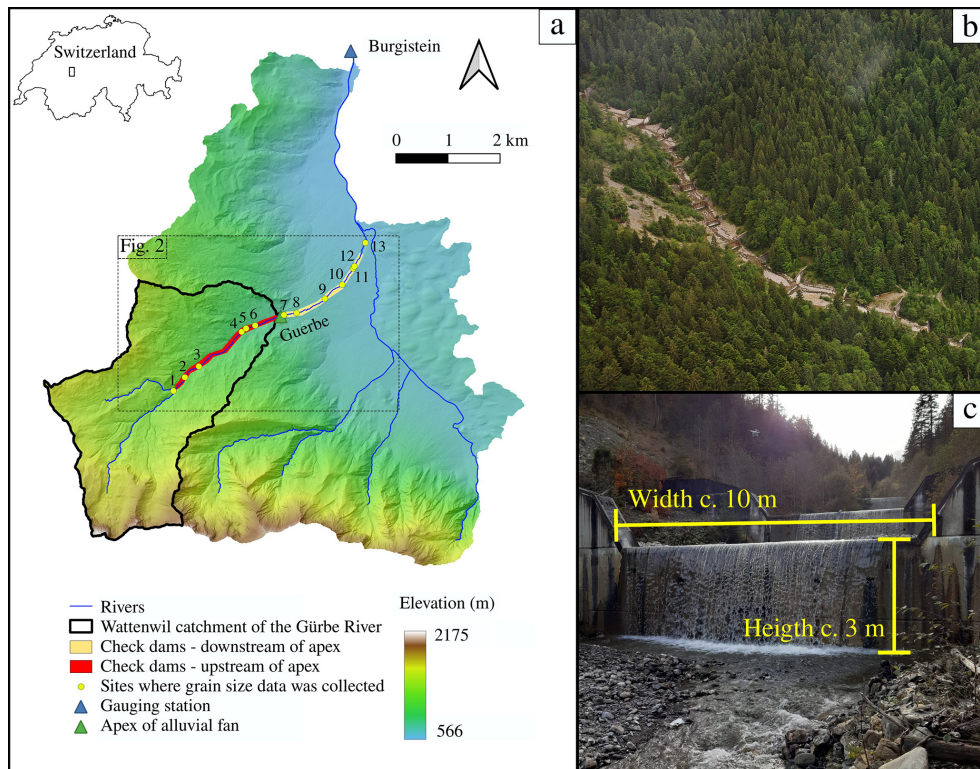 a
Switzerland
Burgistein
0 1 2 km
Fig. 2
13
12
11
10
9
8
7
Guerbe
6
5
4
3
2
1
Rivers
Wattenwil catchment of the Gürbe River
Check dams - downstream of apex
Check dams - upstream of apex
Sites where grain size data was collected
Gauging station
Apex of alluvial fan
Elevation (m)
2175
566
b
c
Width c. 10 m
Heigth c. 3 m